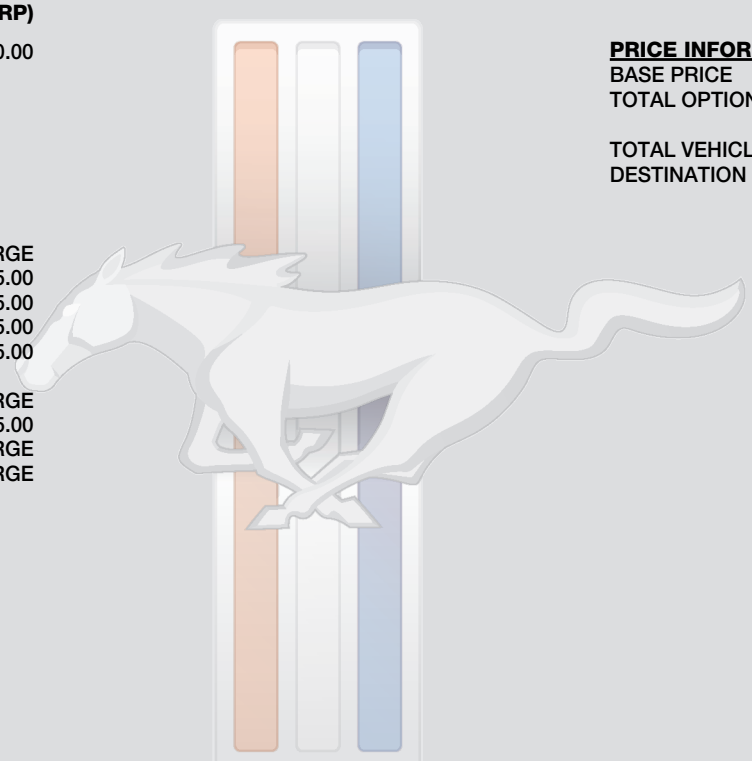 RP)
0.00
RGE
5.00
5.00
5.00
5.00
RGE
5.00
RGE
RGE
PRICE INFOR
BASE PRICE
TOTAL OPTION
TOTAL VEHICL
DESTINATION